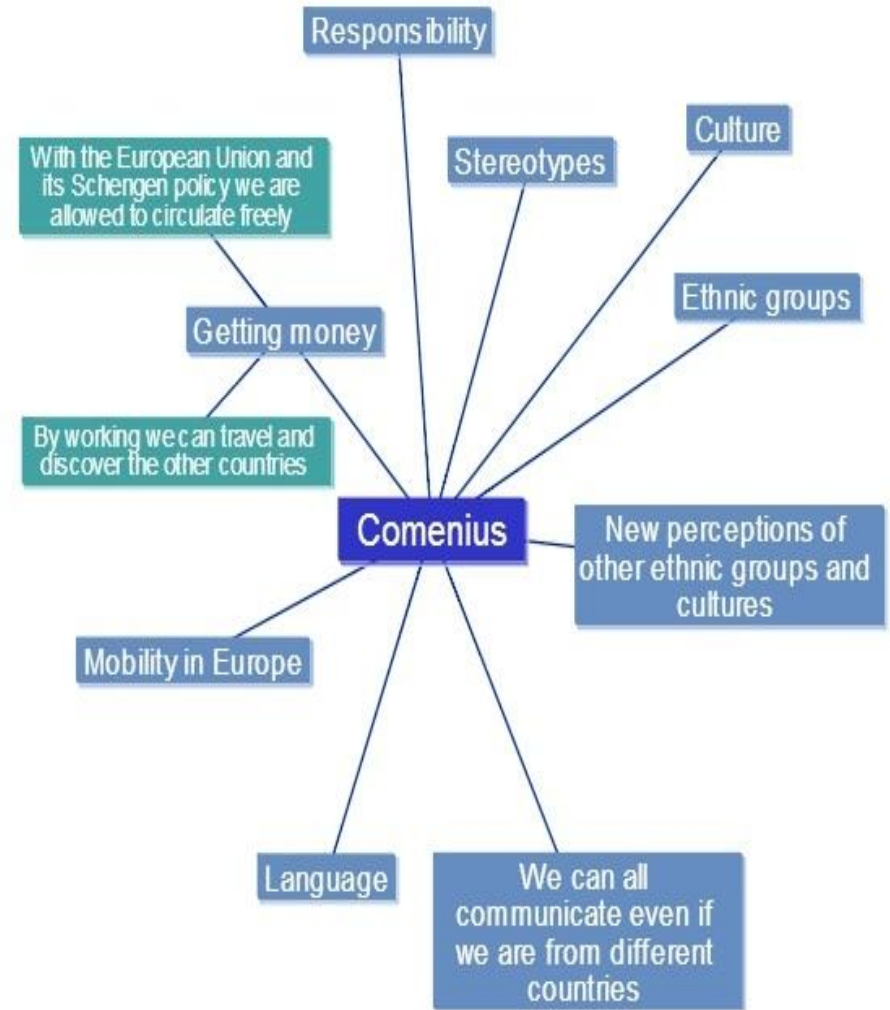 Responsibility
Culture
Stereotypes
With the European Union and
its Schengen policy we are
allowed to circulate freely
Ethnic groups
Getting money
By working we can travel and
discover the other countries
Comenius
New perceptions of
other ethnic groups and
cultures
Mobility in Europe
Language
We can all
communicate even if
we are from different
countries